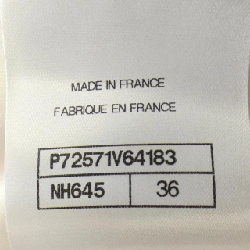 MADE IN FRANCE
FABRIQUE EN FRANCE
P72571V64183
NH645 36